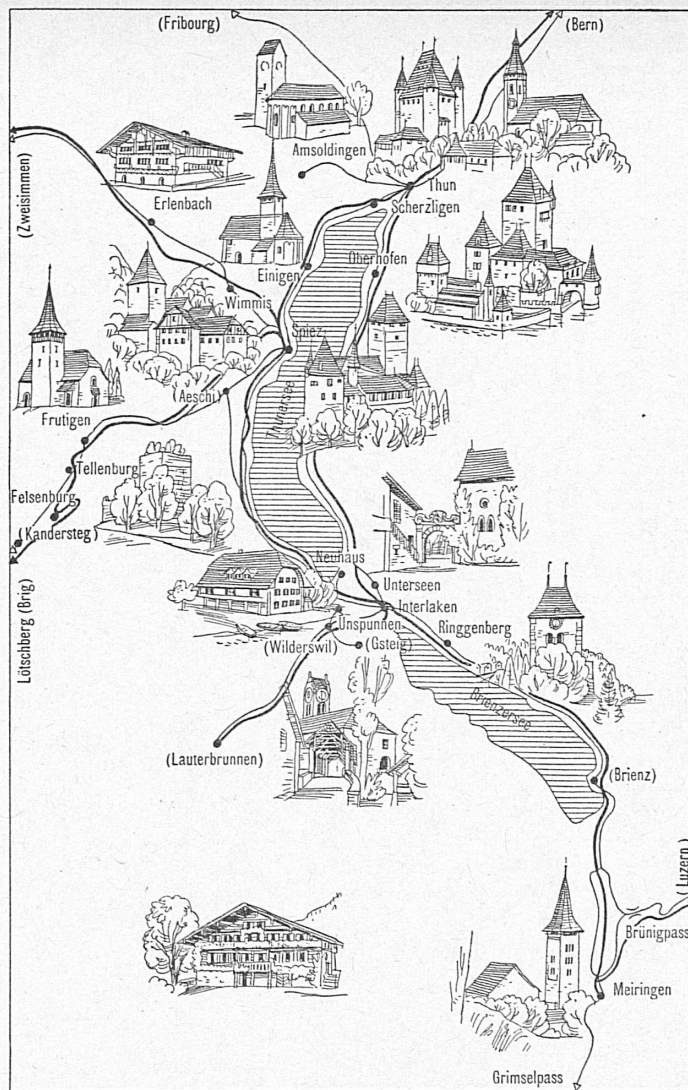 (Fribourg)
(Bern)
Amsoldingen
Thun
Erlenbach
Scherzligen
(Zweisimmen)
Einigen
Oberhofen
Wimmis
Spiez
(Aeschi)
Thunersee
Frutigen
Tellenburg
Felsenburg
(Kandersteg)
Lötschberg (Brig)
Neuhaus
Unterseen
Interlaken
Unspunnen
Ringgenberg
(Wilderswil)
(Gsteig)
Brienzersee
(Lauterbrunnen)
(Brienz)
(Luzern)
Brünigpass
Meiringen
Grimselpass